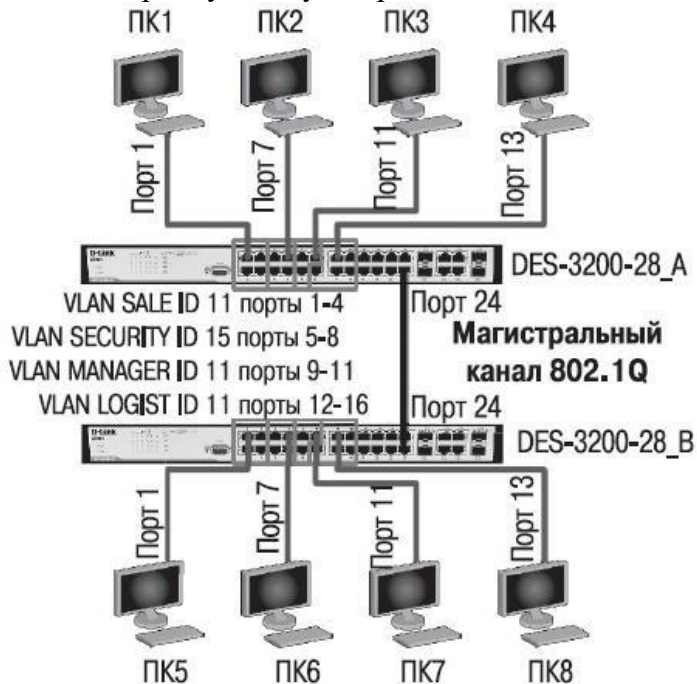 ПК1 ПК2 ПК3 ПК4
Порт 1 Порт 7 Порт 11 Порт 13
D-Link
DES-3200-28_A
VLAN SALE ID 11 порты 1-4
Порт 24
VLAN SECURITY ID 15 порты 5-8
Магистральный
VLAN MANAGER ID 11 порты 9-11
канал 802.1Q
VLAN LOGIST ID 11 порты 12-16
Порт 24
D-Link
DES-3200-28_B
Порт 1 Порт 7 Порт 11 Порт 13
ПК5 ПК6 ПК7 ПК8